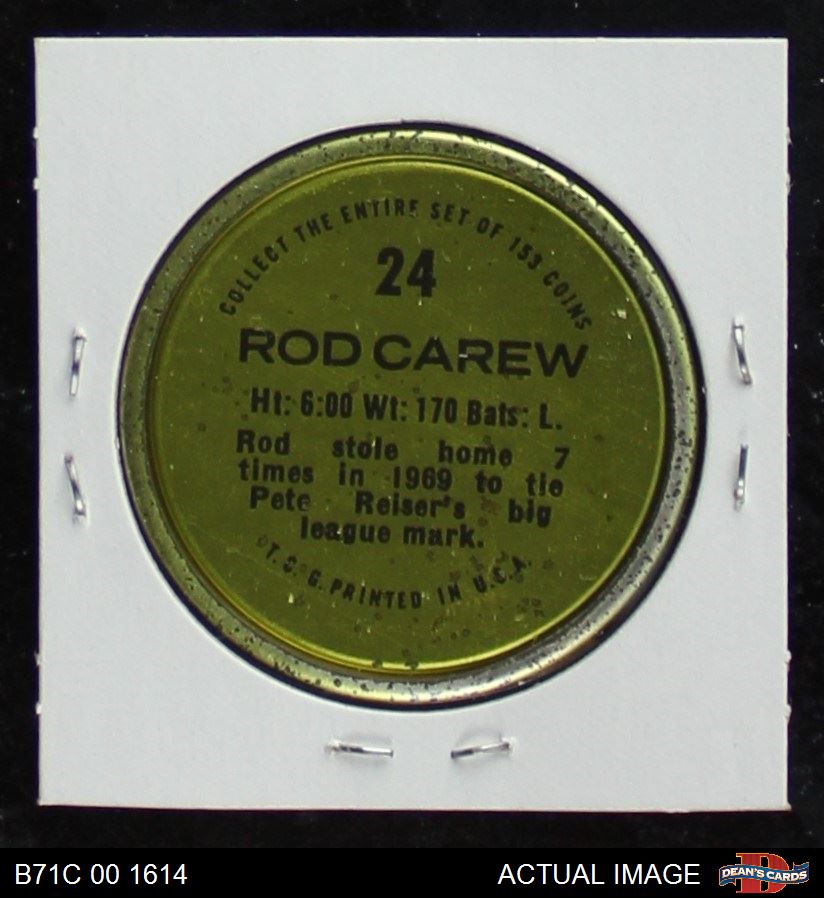 COLLECT THE ENTIRE SET OF 153 COINS
24
ROD CAREW
Ht: 6:00 Wt: 170 Bats: L.
Rod stole home 7
times in 1969 to tie
Pete Reiser's big
league mark.
T. C. G. PRINTED IN U.S.A.
B71C 00 1614
ACTUAL IMAGE
D
DEAN'S CARDS